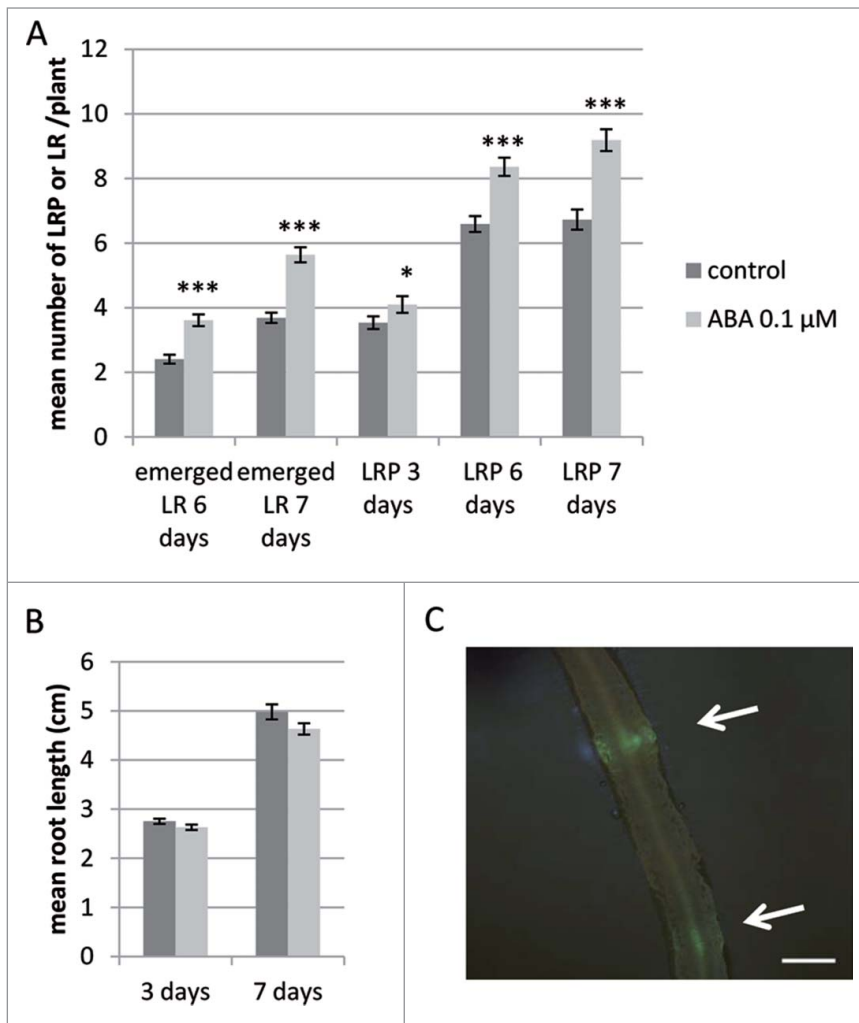 A
mean number of LRP or LR /plant
12
10
8
6
4
2
0
***
***
*
***
***
emerged
LR 6
days
emerged
LR 7
days
LRP 3
days
LRP 6
days
LRP 7
days
control
ABA 0.1 µM
B
mean root length (cm)
6
5
4
3
2
1
0
3 days
7 days
C